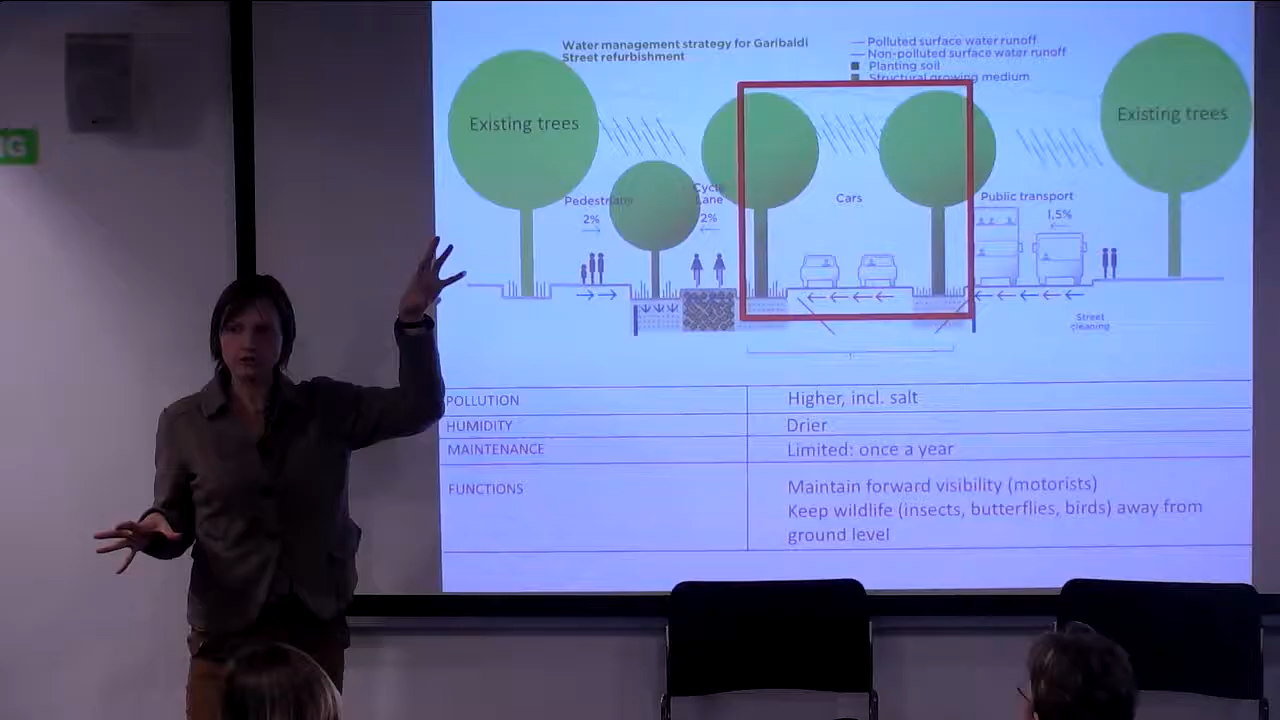 Water management strategy for Garibaldi
Street refurbishment
Polluted surface water runoff
Non-polluted surface water runoff
Planting soil
Structural growing medium
Existing trees
Existing trees
Pedestrians
2%
Cycle
Lane
2%
Cars
Public transport
1,5%
Street
cleaning
POLLUTION
Higher, incl. salt
HUMIDITY
Drier
MAINTENANCE
Limited: once a year
FUNCTIONS
Maintain forward visibility (motorists)
Keep wildlife (insects, butterflies, birds) away from
ground level
G